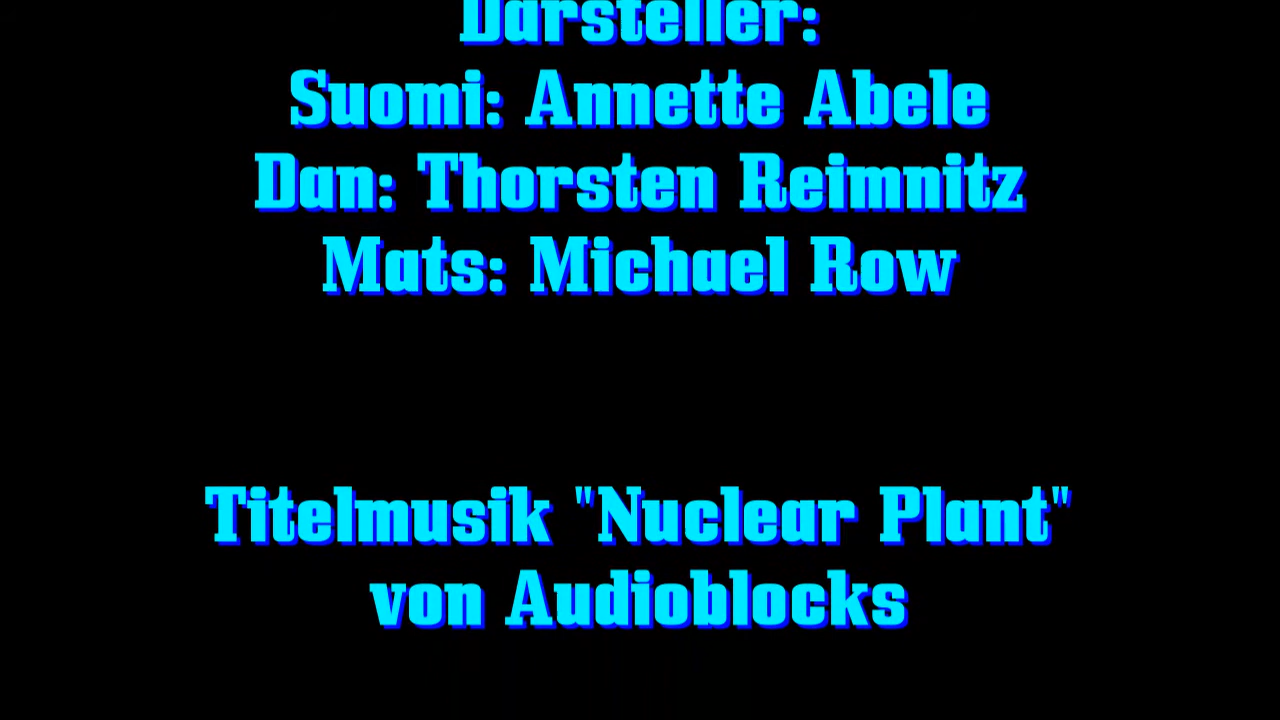 Darsteller:
Suomi: Annette Abele
Dan: Thorsten Reimnitz
Mats: Michael Row
Titelmusik "Nuclear Plant"
von Audioblocks